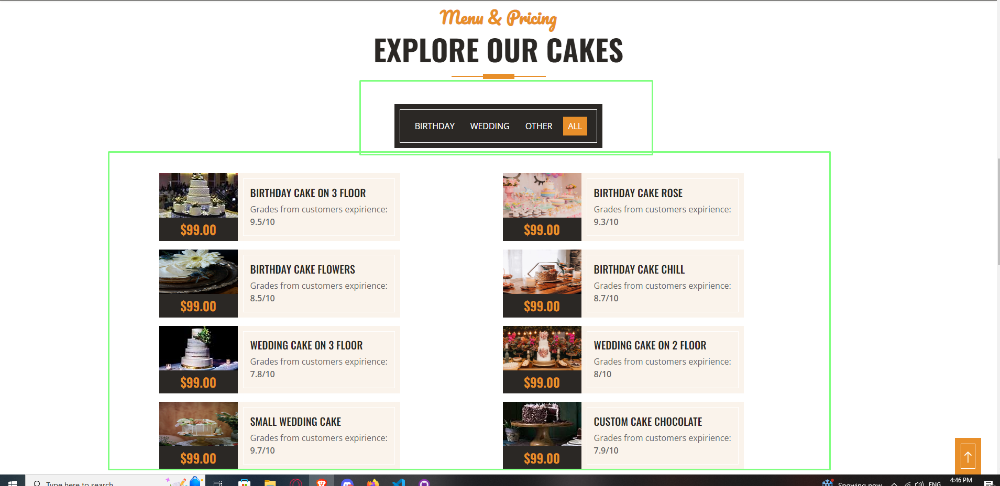 Menu & Pricing
EXPLORE OUR CAKES
BIRTHDAY WEDDING OTHER ALL
BIRTHDAY CAKE ON 3 FLOOR
Grades from customers expirience:
9.5/10
$99.00
BIRTHDAY CAKE ROSE
Grades from customers expirience:
9.3/10
$99.00
BIRTHDAY CAKE FLOWERS
Grades from customers expirience:
8.5/10
$99.00
BIRTHDAY CAKE CHILL
Grades from customers expirience:
8.7/10
$99.00
WEDDING CAKE ON 3 FLOOR
Grades from customers expirience:
7.8/10
$99.00
WEDDING CAKE ON 2 FLOOR
Grades from customers expirience:
8/10
$99.00
SMALL WEDDING CAKE
Grades from customers expirience:
9.7/10
$99.00
CUSTOM CAKE CHOCOLATE
Grades from customers expirience:
7.9/10
$99.00
Type here to search
Snowing now
ENG
4:46 PM